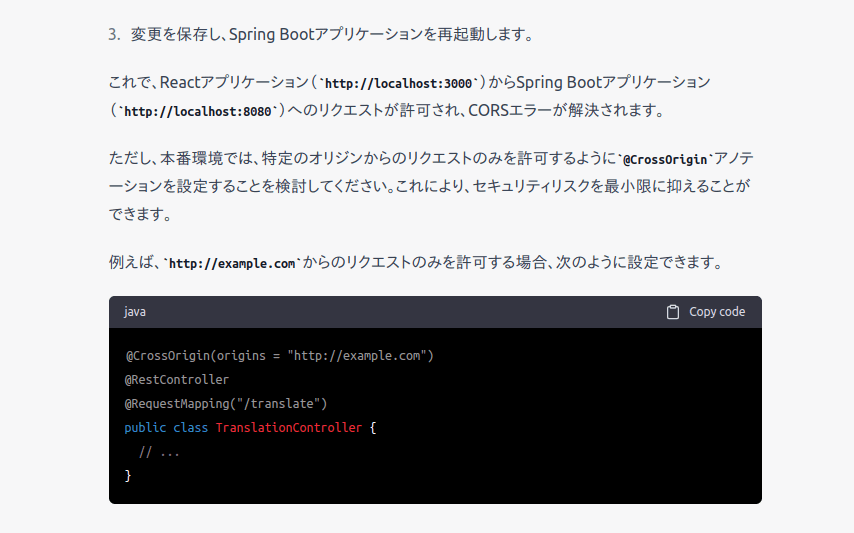 3. 変更を保存し、Spring Bootアプリケーションを再起動します。
これで、Reactアプリケーション（`http://localhost:3000`）からSpring Bootアプリケーション
（`http://localhost:8080`）へのリクエストが許可され、CORSエラーが解決されます。
ただし、本番環境では、特定のオリジンからのリクエストのみを許可するように`@CrossOrigin`アノテ
ーションを設定することを検討してください。これにより、セキュリティリスクを最小限に抑えることが
できます。
例えば、`http://example.com`からのリクエストのみを許可する場合、次のように設定できます。
java Copy code
@CrossOrigin(origins = "http://example.com")
@RestController
@RequestMapping("/translate")
public class TranslationController {
  // ...
}